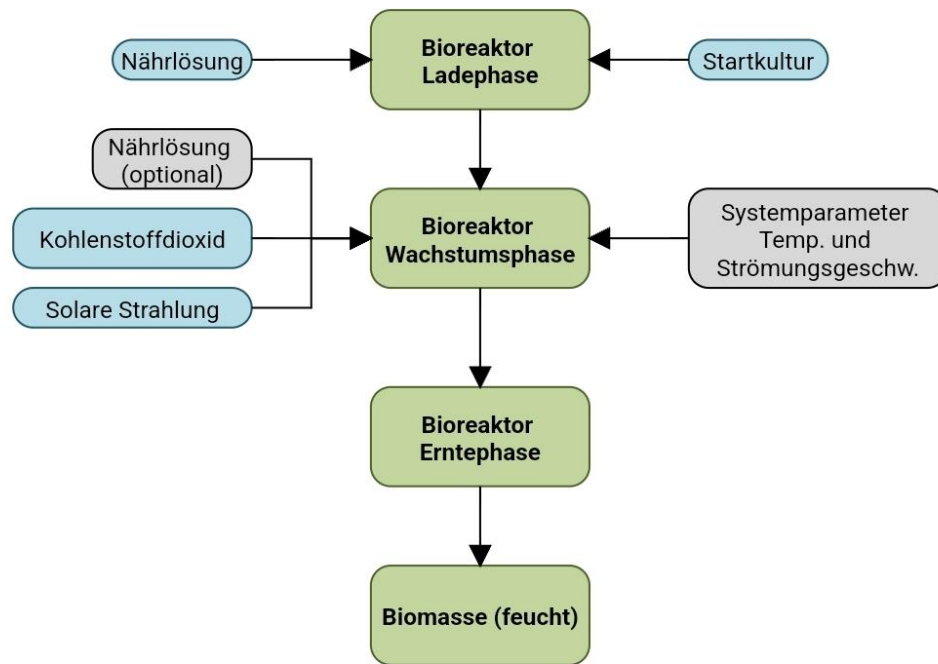 Bioreaktor
Ladephase
Nährlösung
Startkultur
Nährlösung
(optional)
Kohlenstoffdioxid
Solare Strahlung
Bioreaktor
Wachstumsphase
Systemparameter
Temp. und
Strömungsgeschw.
Bioreaktor
Erntephase
Biomasse (feucht)